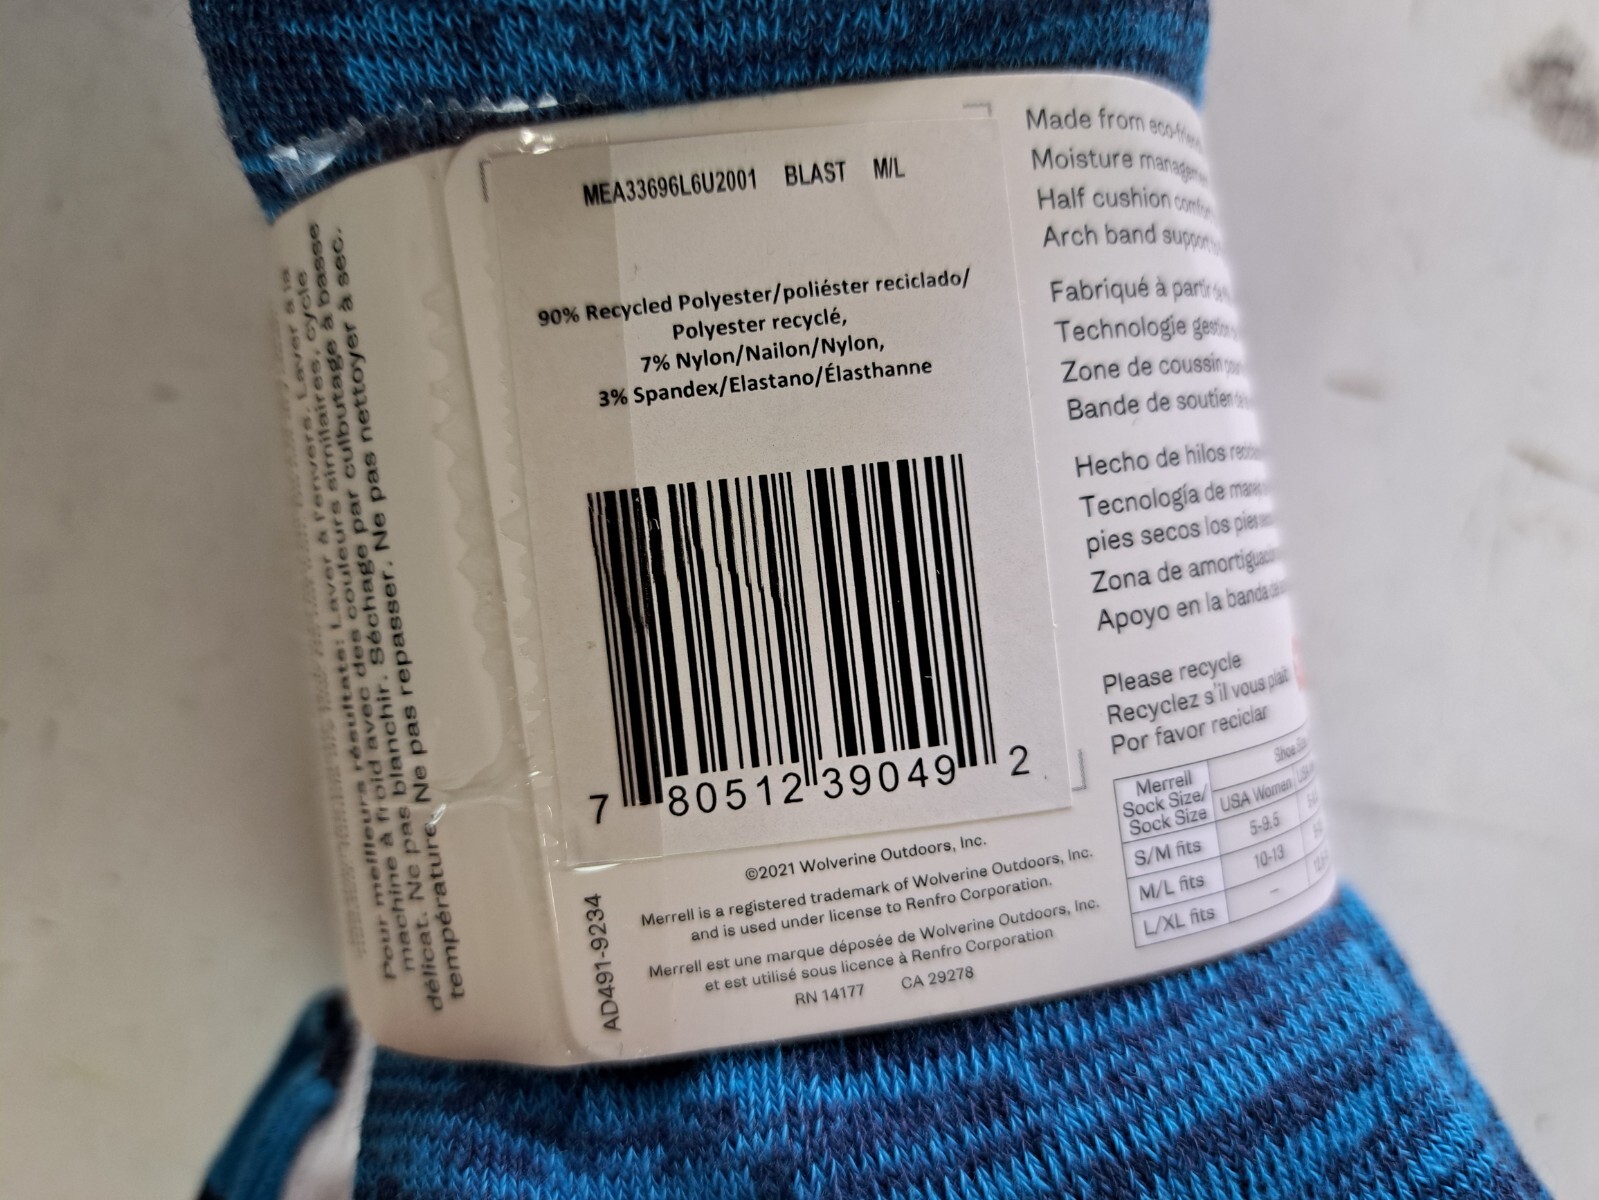 MEA33696L6U2001 BLAST M/L
90% Recycled Polyester/poliéster reciclado/
Polyester recyclé,
7% Nylon/Nailon/Nylon,
3% Spandex/Elastano/Élasthanne
7 80512 39049 2
©2021 Wolverine Outdoors, Inc.
Merrell is a registered trademark of Wolverine Outdoors, Inc.
and is used under license to Renfro Corporation.
Merrell est une marque déposée de Wolverine Outdoors, Inc.
et est utilisé sous licence à Renfro Corporation
RN 14177 CA 29278
AD491-9234
Pour meilleurs résultats: Laver à l'envers. Laver à la
machine à froid avec des couleurs similaires, cycle
délicat. Ne pas blanchir. Séchage par culbutage à basse
température. Ne pas repasser. Ne pas nettoyer à sec.
Made from
Moisture
Half cushion
Arch band support
Fabriqué à partir
Technologie
Zone de coussin
Bande de soutien
Hecho de hilos
Tecnología de
pies secos los pies
Zona de
Apoyo en la banda
Please recycle
Recyclez s'il vous plaît
Por favor reciclar
Merrell
Sock Size/
Sock Size
Shoe
USA Women
S/M fits 5-9.5
M/L fits 10-13
L/XL fits –